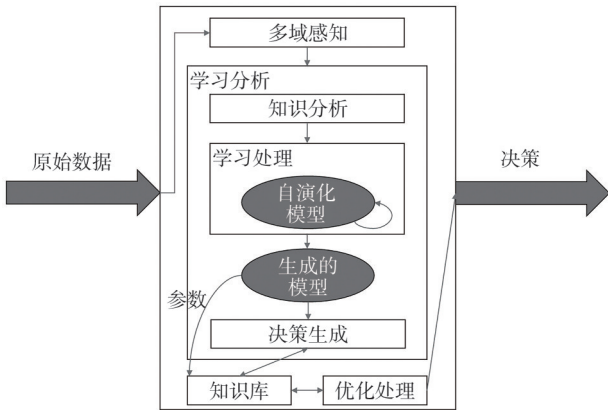 多域感知
学习分析
知识分析
学习处理
自演化
模型
原始数据
决策
生成的
模型
参数
决策生成
知识库
优化处理